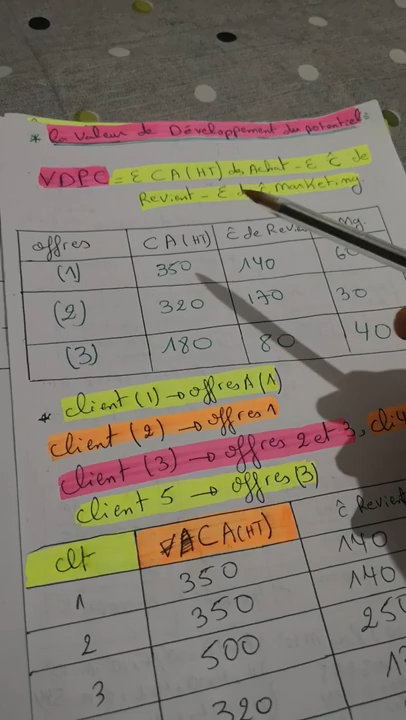 * La Valeur de Développement du potentiel:
VDPC = Σ CA(HT) des Achat - Σ ĉ de
Revient - Σ ĉ marketing.
offres CA(HT) ĉ de Revient Mg.
(1) 350 140 60
(2) 320 170 30
(3) 180 80 40
* client (1) → offres A (1)
client (2) → offres 1
client (3) → offres 2 et 3,
client 5 → offres (3)
clt CA(HT) ĉ Revient
1 350 140
2 350 140
3 500 250
320